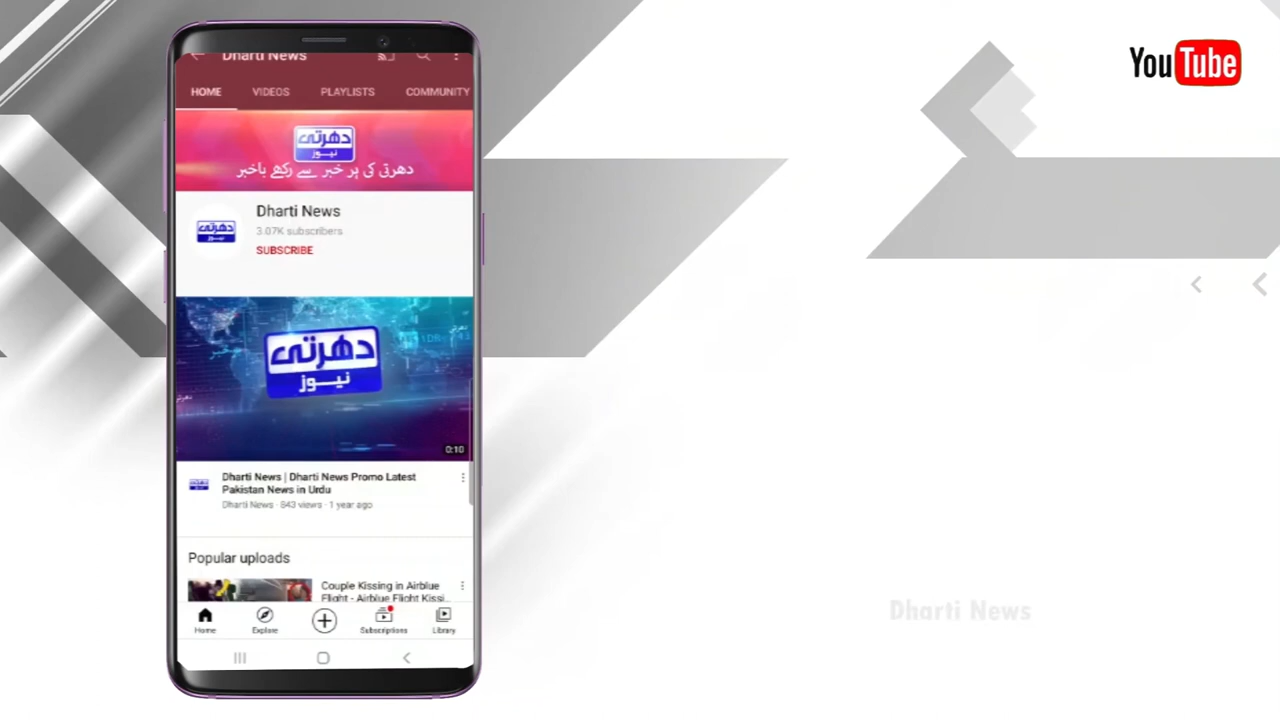 YouTube
Dharti News
HOME VIDEOS PLAYLISTS COMMUNITY
دھرتی
نیوز
دھرتی کی ہر خبر سے رکھے باخبر
دھرتی
نیوز
Dharti News
3.07K subscribers
SUBSCRIBE
دھرتی
نیوز
0:10
Dharti News | Dharti News Promo Latest
Pakistan News in Urdu
Dharti News · 843 views · 1 year ago
Popular uploads
Couple Kissing in Airblue
Flight - Airblue Flight Kissi...
Home Explore Subscriptions Library
Dharti News